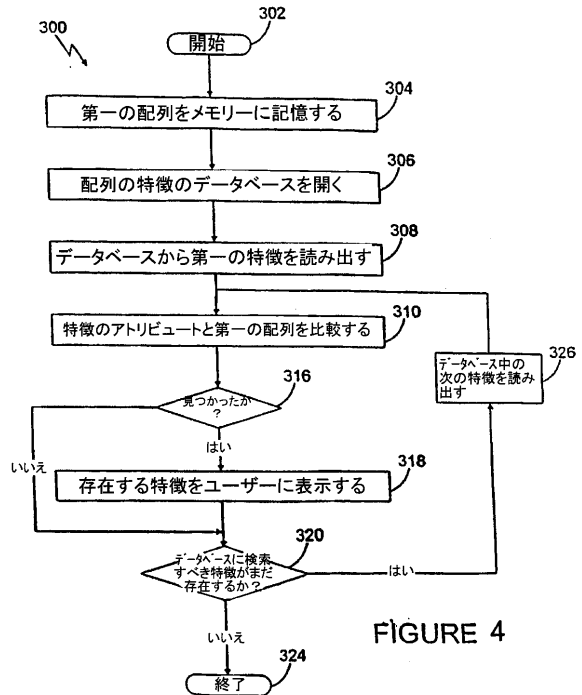 300
302
開始
304
第一の配列をメモリーに記憶する
306
配列の特徴のデータベースを開く
308
データベースから第一の特徴を読み出す
310
特徴のアトリビュートと第一の配列を比較する
326
データベース中の
次の特徴を読み
出す
316
見つかったか
?
はい
いいえ
318
存在する特徴をユーザーに表示する
320
データベースに検索
すべき特徴がまだ
存在するか?
はい
いいえ
324
終了
FIGURE 4